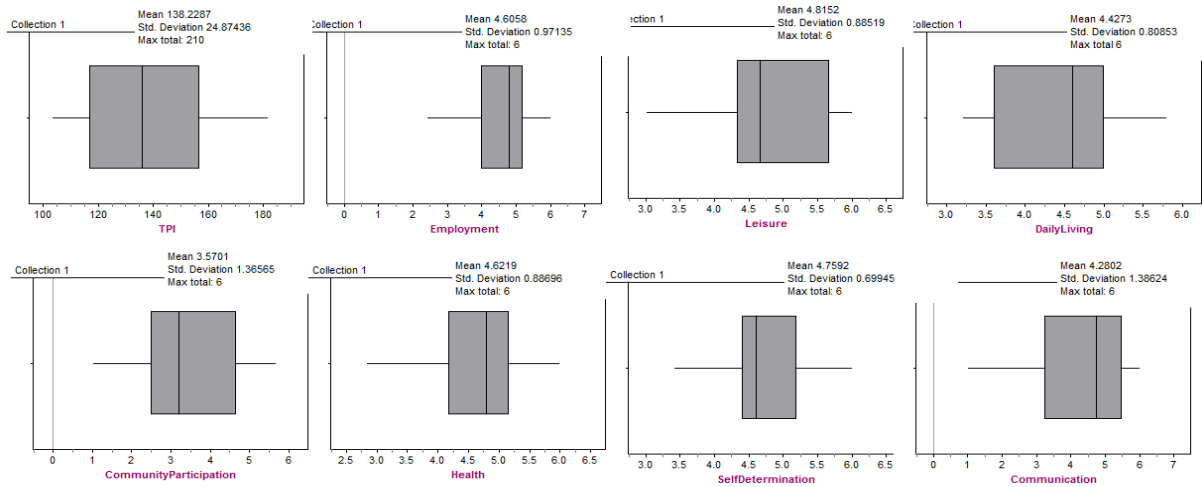 Collection 1
Mean 138.2287
Std. Deviation 24.87436
Max total: 210
100 120 140 160 180
TPI
Collection 1
Mean 4.6058
Std. Deviation 0.97135
Max total: 6
0 1 2 3 4 5 6 7
Employment
llection 1
Mean 4.8152
Std. Deviation 0.88519
Max total: 6
3.0 3.5 4.0 4.5 5.0 5.5 6.0 6.5
Leisure
Collection 1
Mean 4.4273
Std. Deviation 0.80853
Max total 6
3.0 3.5 4.0 4.5 5.0 5.5 6.0
DailyLiving
Collection 1
Mean 3.5701
Std. Deviation 1.36565
Max total: 6
0 1 2 3 4 5 6
CommunityParticipation
Collection 1
Mean 4.6219
Std. Deviation 0.88696
Max total: 6
2.5 3.0 3.5 4.0 4.5 5.0 5.5 6.0 6.5
Health
Collection 1
Mean 4.7592
Std. Deviation 0.69945
Max total: 6
3.0 3.5 4.0 4.5 5.0 5.5 6.0 6.5
SelfDetermination
Collection 1
Mean 4.2802
Std. Deviation 1.38624
Max total: 6
0 1 2 3 4 5 6 7
Communication